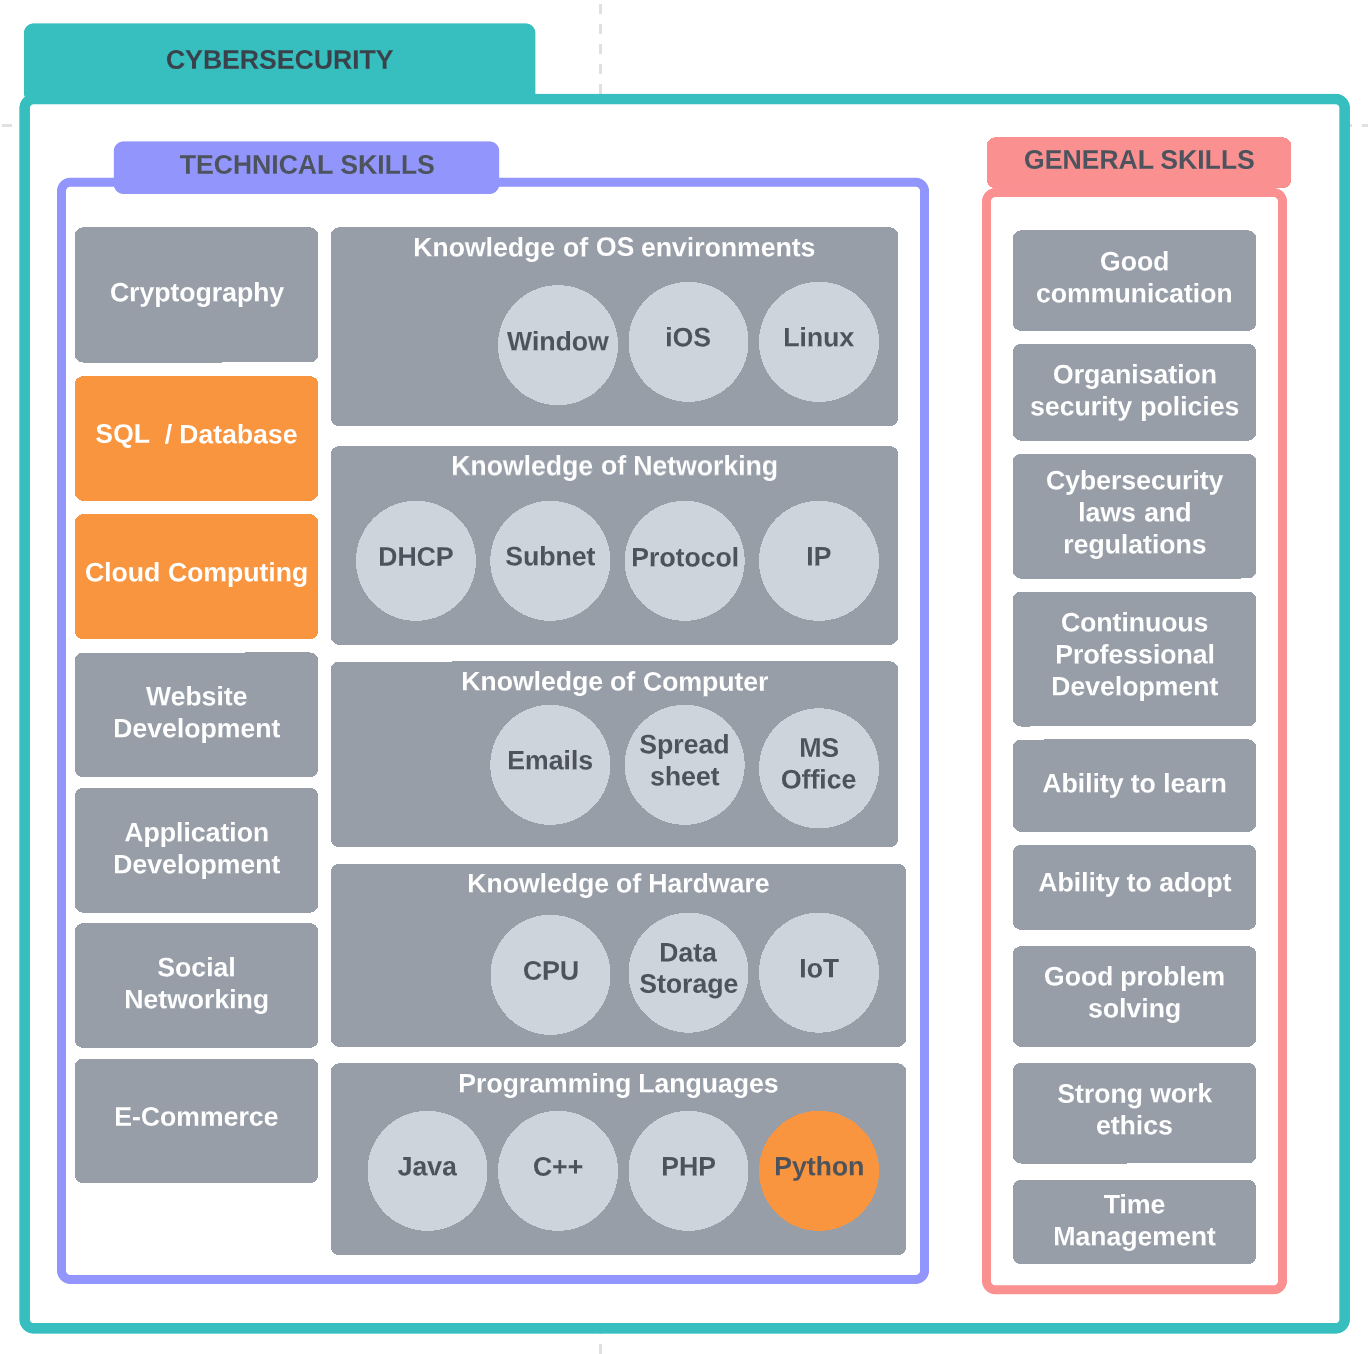 CYBERSECURITY
TECHNICAL SKILLS
Cryptography
SQL / Database
Cloud Computing
Website
Development
Application
Development
Social
Networking
E-Commerce
Knowledge of OS environments
Window
iOS
Linux
Knowledge of Networking
DHCP
Subnet
Protocol
IP
Knowledge of Computer
Emails
Spread
sheet
MS
Office
Knowledge of Hardware
CPU
Data
Storage
IoT
Programming Languages
Java
C++
PHP
Python
GENERAL SKILLS
Good
communication
Organisation
security policies
Cybersecurity
laws and
regulations
Continuous
Professional
Development
Ability to learn
Ability to adopt
Good problem
solving
Strong work
ethics
Time
Management